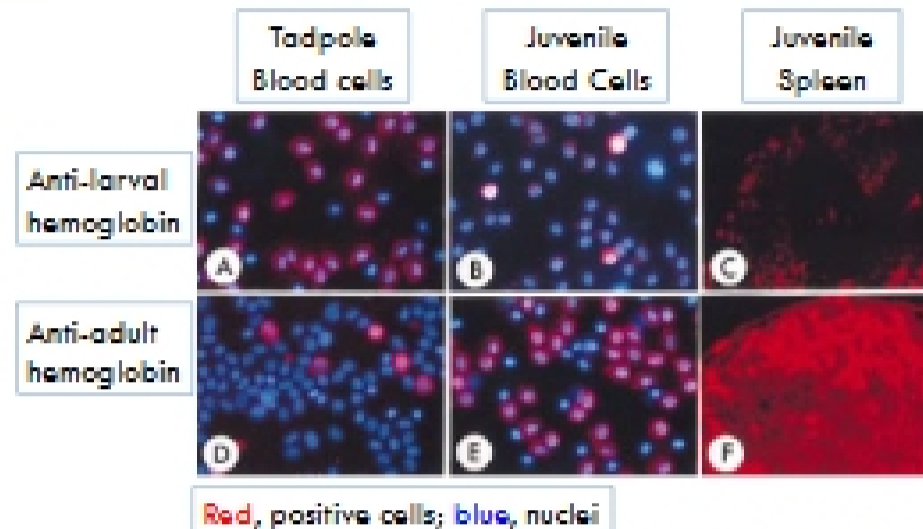 Tadpole
Blood cells
Juvenile
Blood Cells
Juvenile
Spleen
Anti-larval
hemoglobin
A
B
C
Anti-adult
hemoglobin
D
E
F
Red, positive cells; blue, nuclei